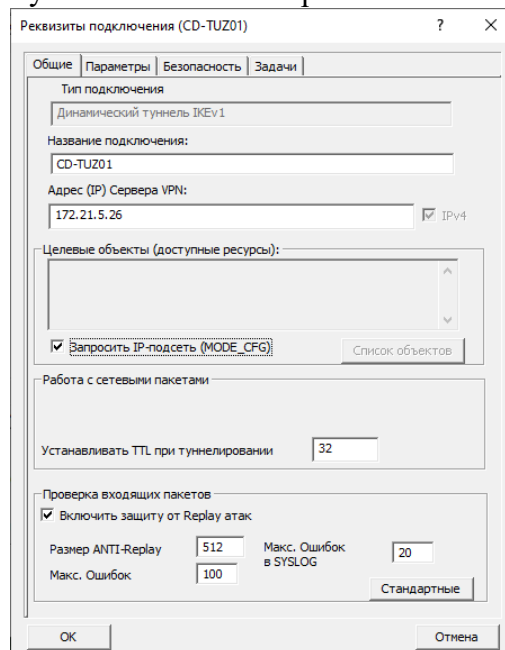 Реквизиты подключения (CD-TUZ01) ? ×
Общие Параметры Безопасность Задачи
Тип подключения
Динамический туннель IKEv1
Название подключения:
CD-TUZ01
Адрес (IP) Сервера VPN:
172.21.5.26 IPv4
Целевые объекты (доступные ресурсы):
Запросить IP-подсеть (MODE_CFG) Список объектов
Работа с сетевыми пакетами
Устанавливать TTL при туннелировании 32
Проверка входящих пакетов
Включить защиту от Replay атак
Размер ANTI-Replay 512 Макс. Ошибок
в SYSLOG 20
Макс. Ошибок 100
Стандартные
OK Отмена